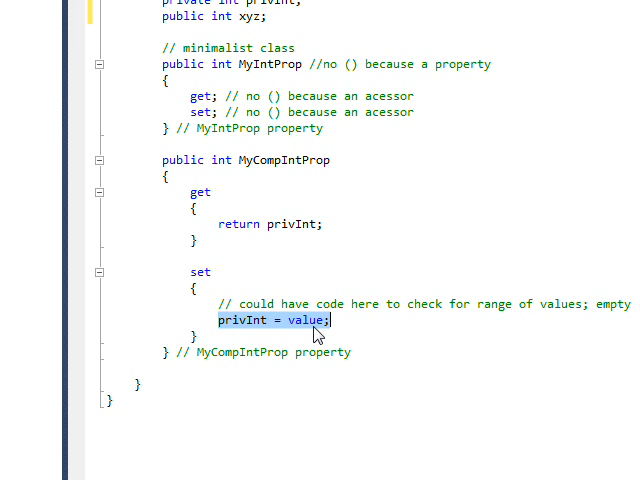 private int privInt;
public int xyz;
// minimalist class
public int MyIntProp //no () because a property
{
get; // no () because an acessor
set; // no () because an acessor
} // MyIntProp property
public int MyCompIntProp
{
get
{
return privInt;
}
set
{
// could have code here to check for range of values; empty
privInt = value;
}
} // MyCompIntProp property
}
}